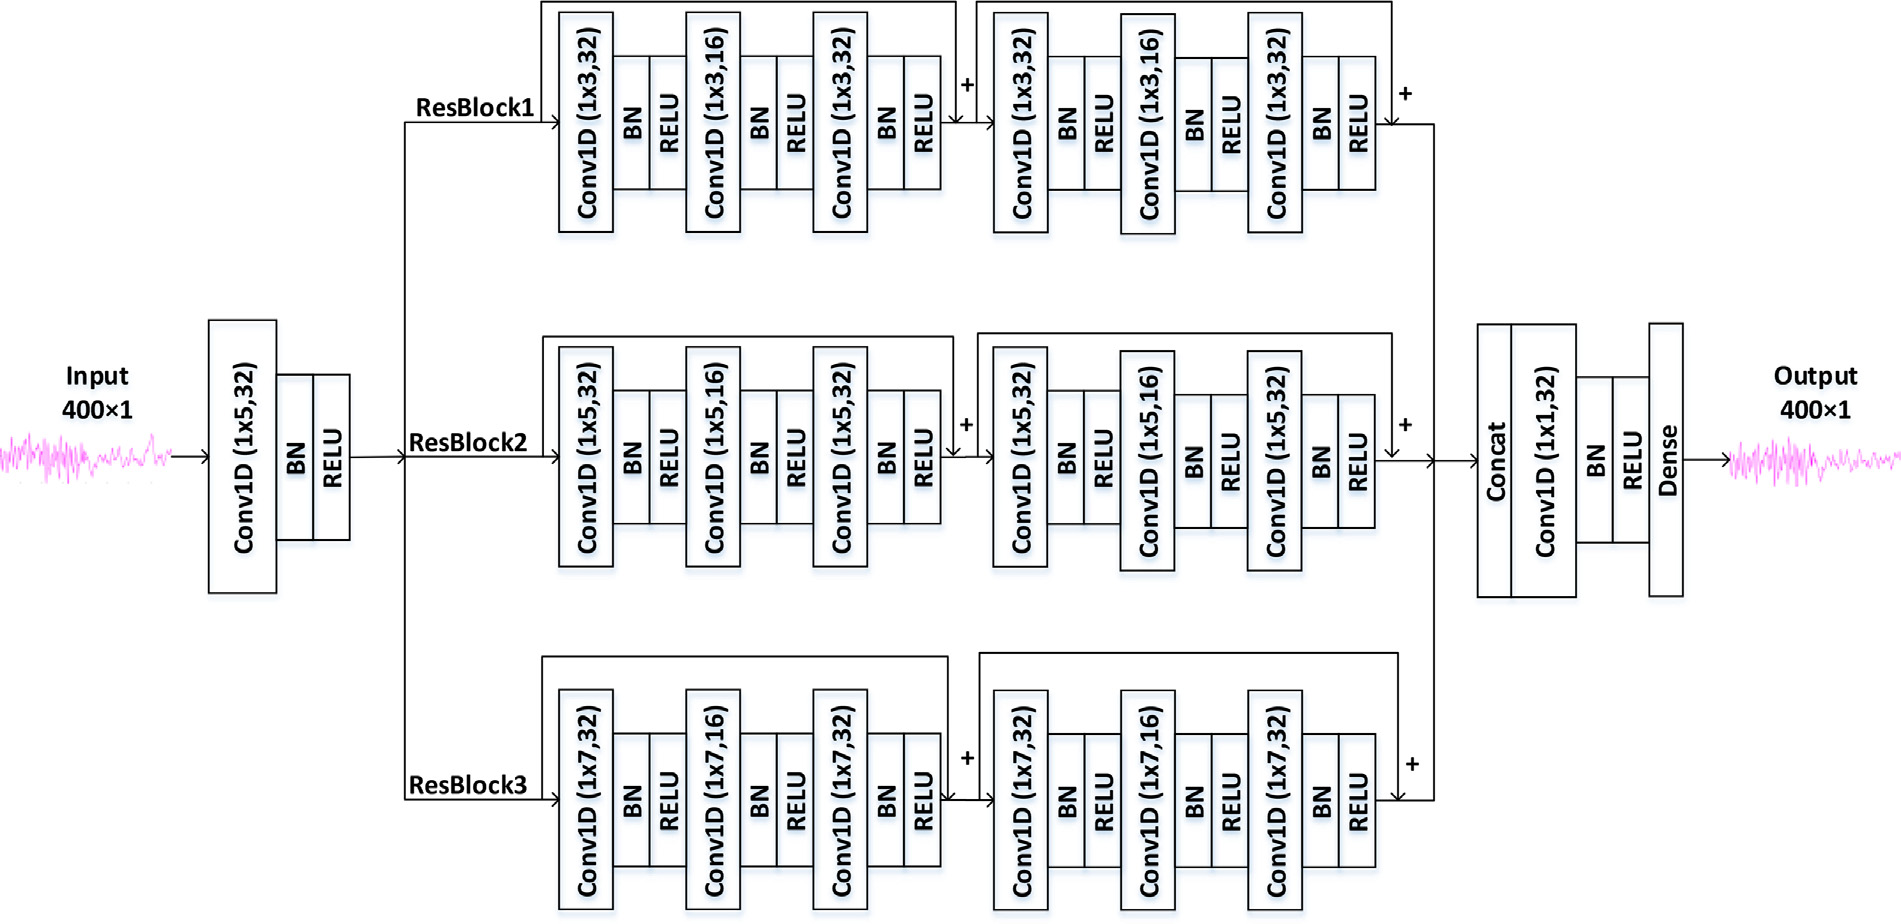 Input
400×1
Conv1D (1x5,32)
BN
RELU
ResBlock1
Conv1D (1x3,32)
BN
RELU
Conv1D (1x3,16)
BN
RELU
Conv1D (1x3,32)
BN
RELU
+
Conv1D (1x3,32)
BN
RELU
Conv1D (1x3,16)
BN
RELU
Conv1D (1x3,32)
BN
RELU
+
ResBlock2
Conv1D (1x5,32)
BN
RELU
Conv1D (1x5,16)
BN
RELU
Conv1D (1x5,32)
BN
RELU
+
Conv1D (1x5,32)
BN
RELU
Conv1D (1x5,16)
BN
RELU
Conv1D (1x5,32)
BN
RELU
+
ResBlock3
Conv1D (1x7,32)
BN
RELU
Conv1D (1x7,16)
BN
RELU
Conv1D (1x7,32)
BN
RELU
+
Conv1D (1x7,32)
BN
RELU
Conv1D (1x7,16)
BN
RELU
Conv1D (1x7,32)
BN
RELU
+
Concat
Conv1D (1x1,32)
BN
RELU
Dense
Output
400×1